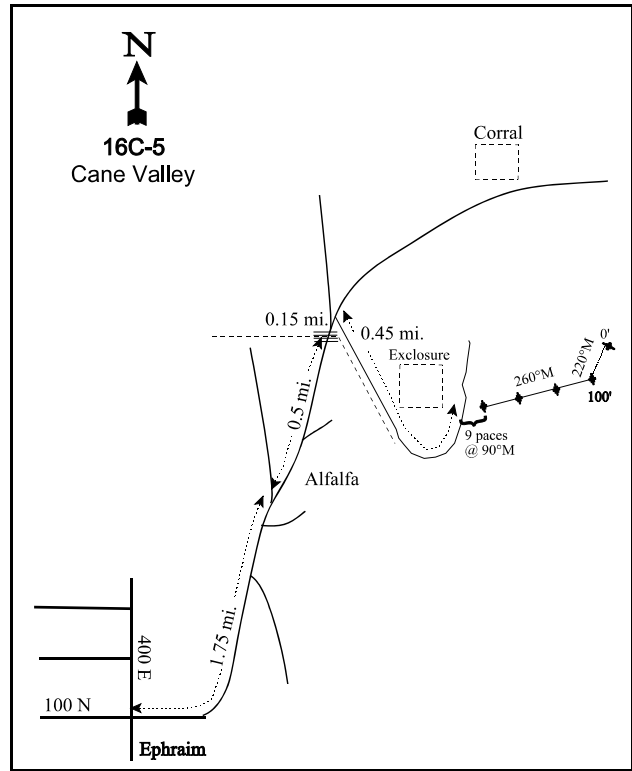 N
16C-5
Cane Valley
Corral
0.15 mi.
0.45 mi.
Exclosure
0'
220°M
260°M
100'
0.5 mi.
9 paces
@ 90°M
Alfalfa
1.75 mi.
400 E
100 N
Ephraim